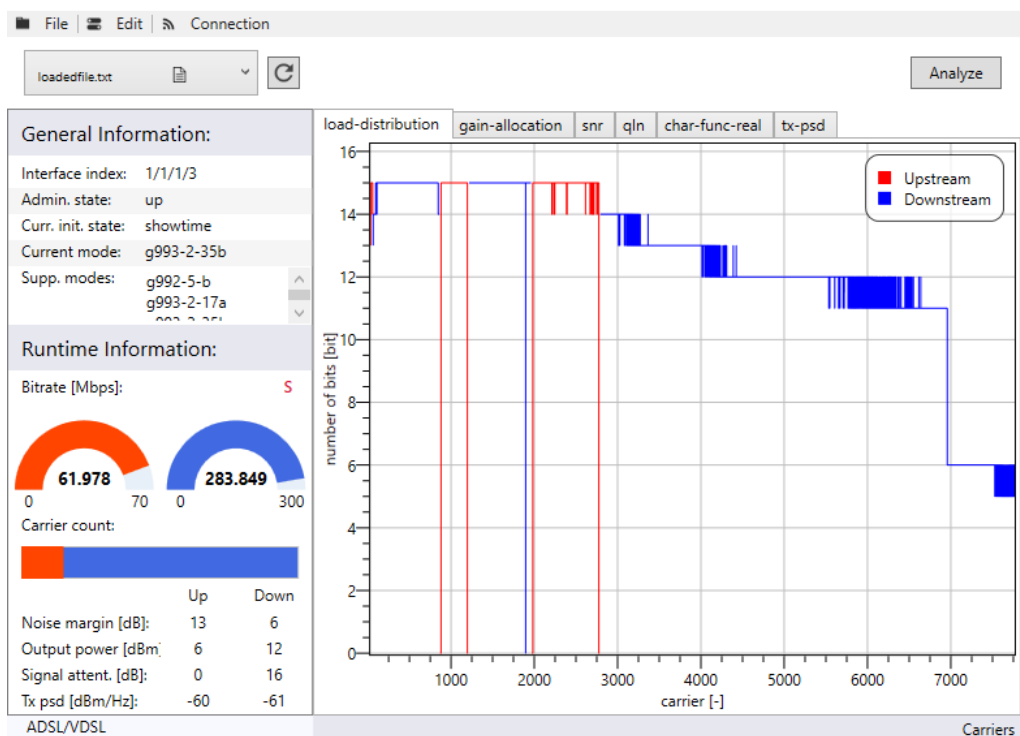 File Edit Connection
loadedfile.txt
Analyze
General Information:
Interface index: 1/1/1/3
Admin. state: up
Curr. init. state: showtime
Current mode: g993-2-35b
Supp. modes: g992-5-b
g993-2-17a
Runtime Information:
Bitrate [Mbps]: S
61.978 283.849
0 70 0 300
Carrier count:
Up Down
Noise margin [dB]: 13 6
Output power [dBm] 6 12
Signal attent. [dB]: 0 16
Tx psd [dBm/Hz]: -60 -61
load-distribution gain-allocation snr qln char-func-real tx-psd
Upstream
Downstream
number of bits [bit]
16
14
12
10
8
6
4
2
0
1000 2000 3000 4000 5000 6000 7000
carrier [-]
ADSL/VDSL Carriers